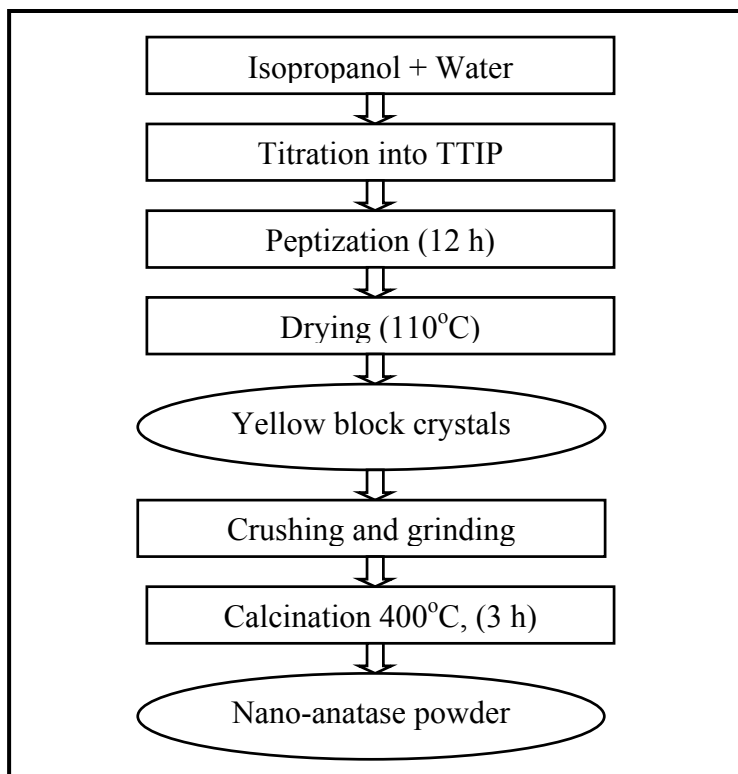 Isopropanol + Water
Titration into TTIP
Peptization (12 h)
Drying (110°C)
Yellow block crystals
Crushing and grinding
Calcination 400°C, (3 h)
Nano-anatase powder